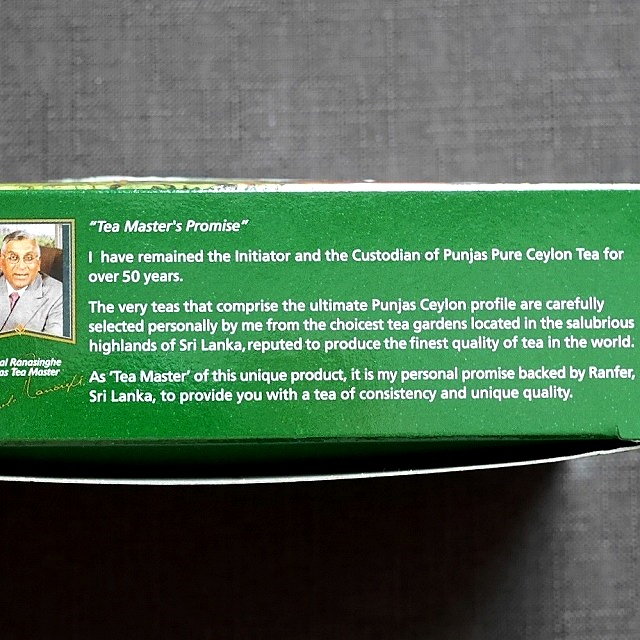 "Tea Master's Promise"
I have remained the Initiator and the Custodian of Punjas Pure Ceylon Tea for
over 50 years.
The very teas that comprise the ultimate Punjas Ceylon profile are carefully
selected personally by me from the choicest tea gardens located in the salubrious
highlands of Sri Lanka, reputed to produce the finest quality of tea in the world.
As 'Tea Master' of this unique product, it is my personal promise backed by Ranfer,
Sri Lanka, to provide you with a tea of consistency and unique quality.
Ranasinghe
Tea Master